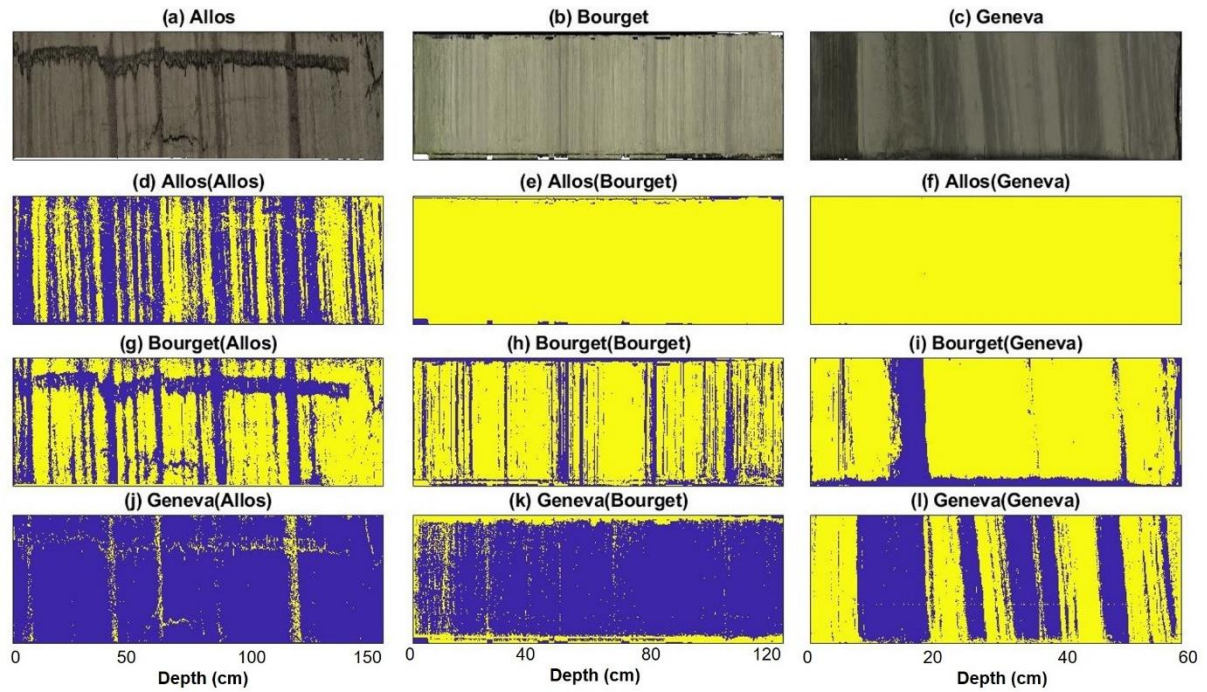 (a) Allos
(b) Bourget
(c) Geneva
(d) Allos(Allos)
(e) Allos(Bourget)
(f) Allos(Geneva)
(g) Bourget(Allos)
(h) Bourget(Bourget)
(i) Bourget(Geneva)
(j) Geneva(Allos)
(k) Geneva(Bourget)
(l) Geneva(Geneva)
0 50 100 150
0 40 80 120
0 20 40 60
Depth (cm)
Depth (cm)
Depth (cm)